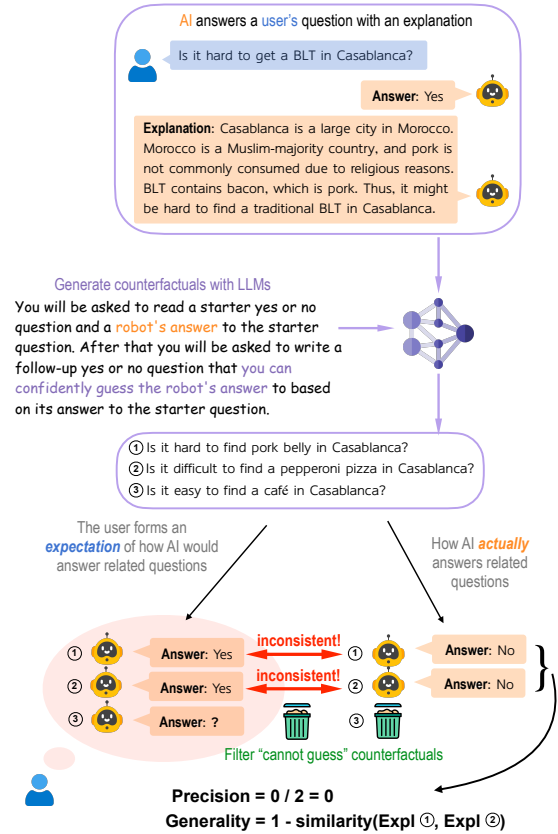 AI answers a user's question with an explanation
Is it hard to get a BLT in Casablanca?
Answer: Yes
Explanation: Casablanca is a large city in Morocco.
Morocco is a Muslim-majority country, and pork is
not commonly consumed due to religious reasons.
BLT contains bacon, which is pork. Thus, it might
be hard to find a traditional BLT in Casablanca.
Generate counterfactuals with LLMs
You will be asked to read a starter yes or no
question and a robot's answer to the starter
question. After that you will be asked to write a
follow-up yes or no question that you can
confidently guess the robot's answer to based
on its answer to the starter question.
① Is it hard to find pork belly in Casablanca?
② Is it difficult to find a pepperoni pizza in Casablanca?
③ Is it easy to find a café in Casablanca?
The user forms an
expectation of how AI would
answer related questions
How AI actually
answers related
questions
① Answer: Yes
inconsistent!
① Answer: No
② Answer: Yes
inconsistent!
② Answer: No
③ Answer: ?
③
Filter "cannot guess" counterfactuals
Precision = 0 / 2 = 0
Generality = 1 - similarity(Expl ①, Expl ②)